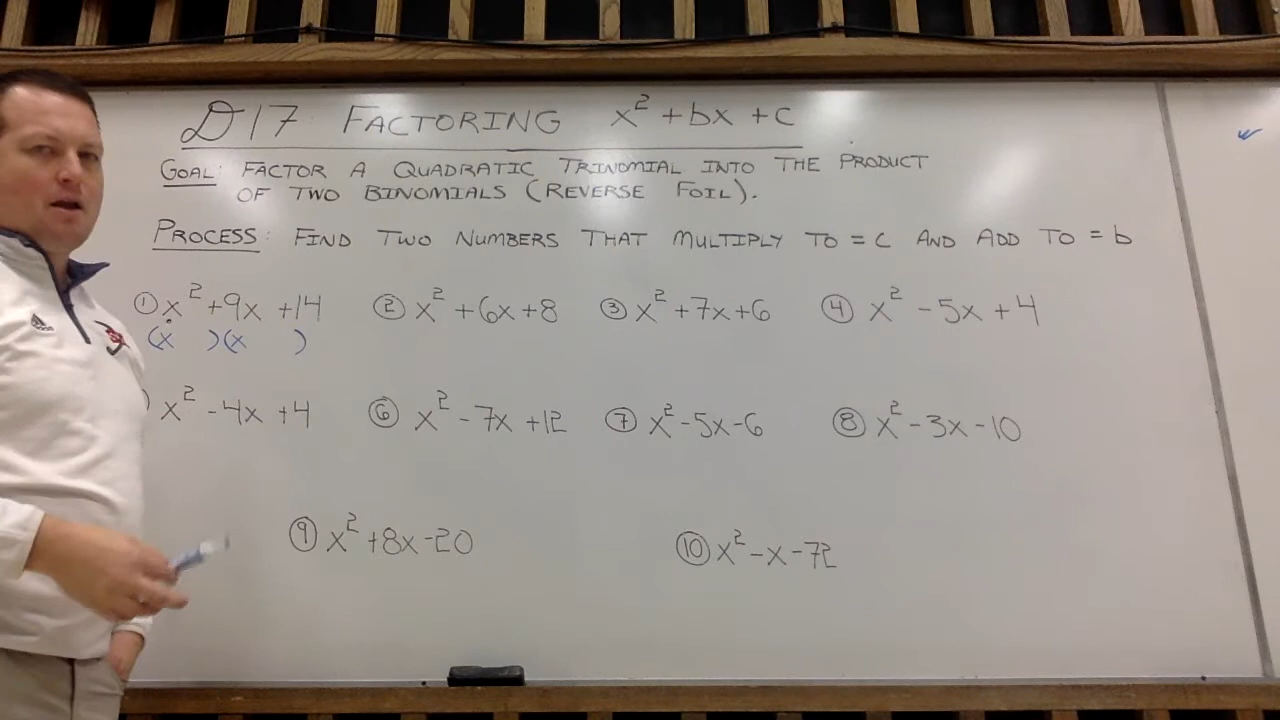 D17 FACTORING x² + bx + c
GOAL: FACTOR A QUADRATIC TRINOMIAL INTO THE PRODUCT
OF TWO BINOMIALS (REVERSE FOIL).
PROCESS: FIND TWO NUMBERS THAT MULTIPLY TO = C AND ADD TO = b
① x² + 9x + 14 ② x² + 6x + 8 ③ x² + 7x + 6 ④ x² - 5x + 4
(x )(x )
) x² - 4x + 4 ⑥ x² - 7x + 12 ⑦ x² - 5x - 6 ⑧ x² - 3x - 10
⑨ x² + 8x - 20 ⑩ x² - x - 72